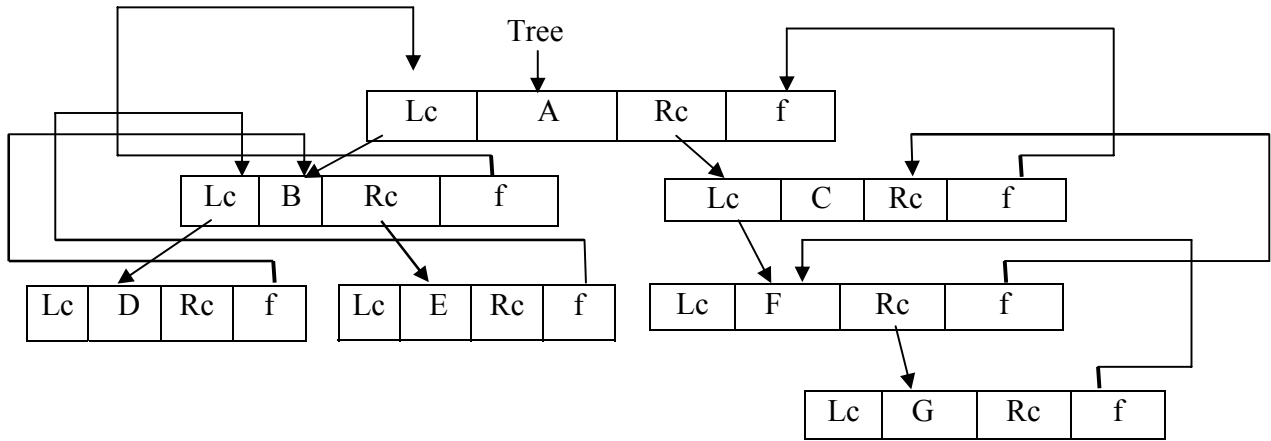 Tree
Lc A Rc f
Lc B Rc f
Lc C Rc f
Lc D Rc f
Lc E Rc f
Lc F Rc f
Lc G Rc f